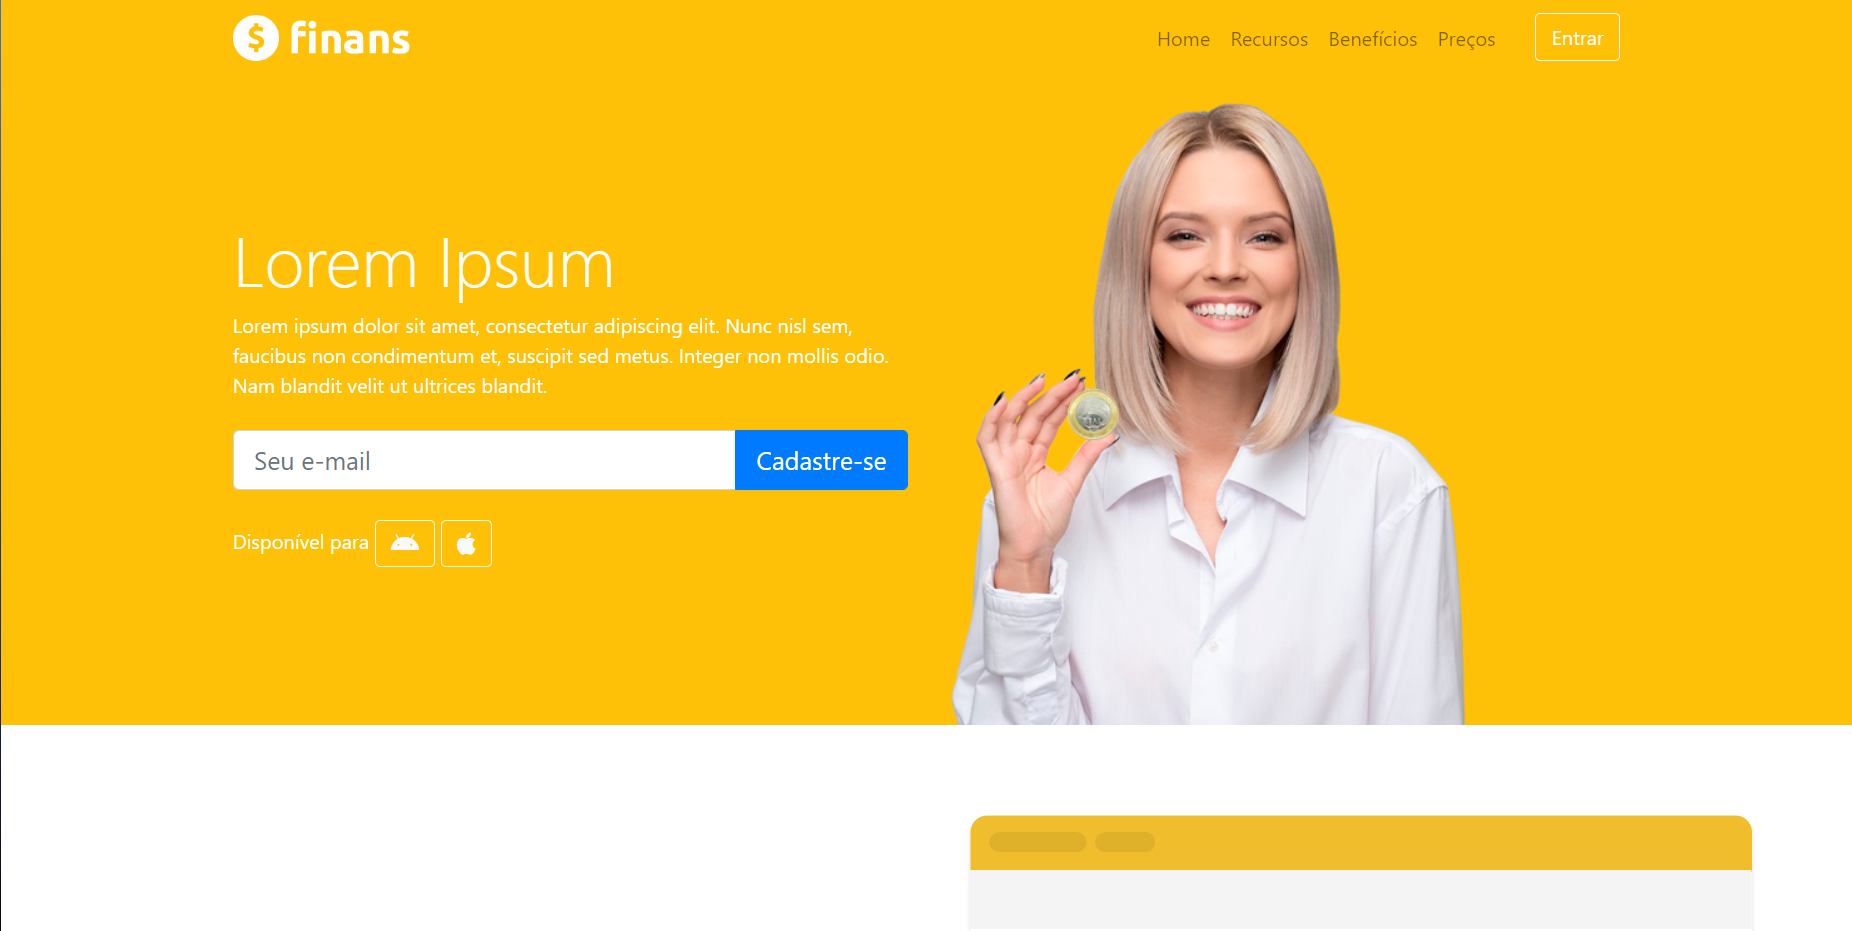 $ finans
Home Recursos Benefícios Preços Entrar
Lorem Ipsum
Lorem ipsum dolor sit amet, consectetur adipiscing elit. Nunc nisl sem,
faucibus non condimentum et, suscipit sed metus. Integer non mollis odio.
Nam blandit velit ut ultrices blandit.
Seu e-mail Cadastre-se
Disponível para